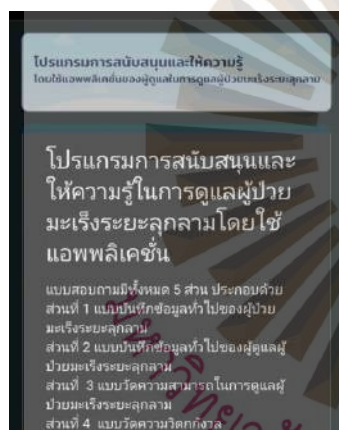 โปรแกรมการสนับสนุนและให้ความรู้
โดยใช้แอพพลิเคชั่นของผู้ดูแลในการดูแลผู้ป่วยมะเร็งระยะลุกลาม
โปรแกรมการสนับสนุนและ
ให้ความรู้ในการดูแลผู้ป่วย
มะเร็งระยะลุกลามโดยใช้
แอพพลิเคชั่น
แบบสอบถามมีทั้งหมด 5 ส่วน ประกอบด้วย
ส่วนที่ 1 แบบบันทึกข้อมูลทั่วไปของผู้ป่วย
มะเร็งระยะลุกลาม
ส่วนที่ 2 แบบบันทึกข้อมูลทั่วไปของผู้ดูแลผู้
ป่วยมะเร็งระยะลุกลาม
ส่วนที่ 3 แบบวัดความสามารถในการดูแลผู้
ป่วยมะเร็งระยะลุกลาม
ส่วนที่ 4 แบบวัดความวิตกกังวล